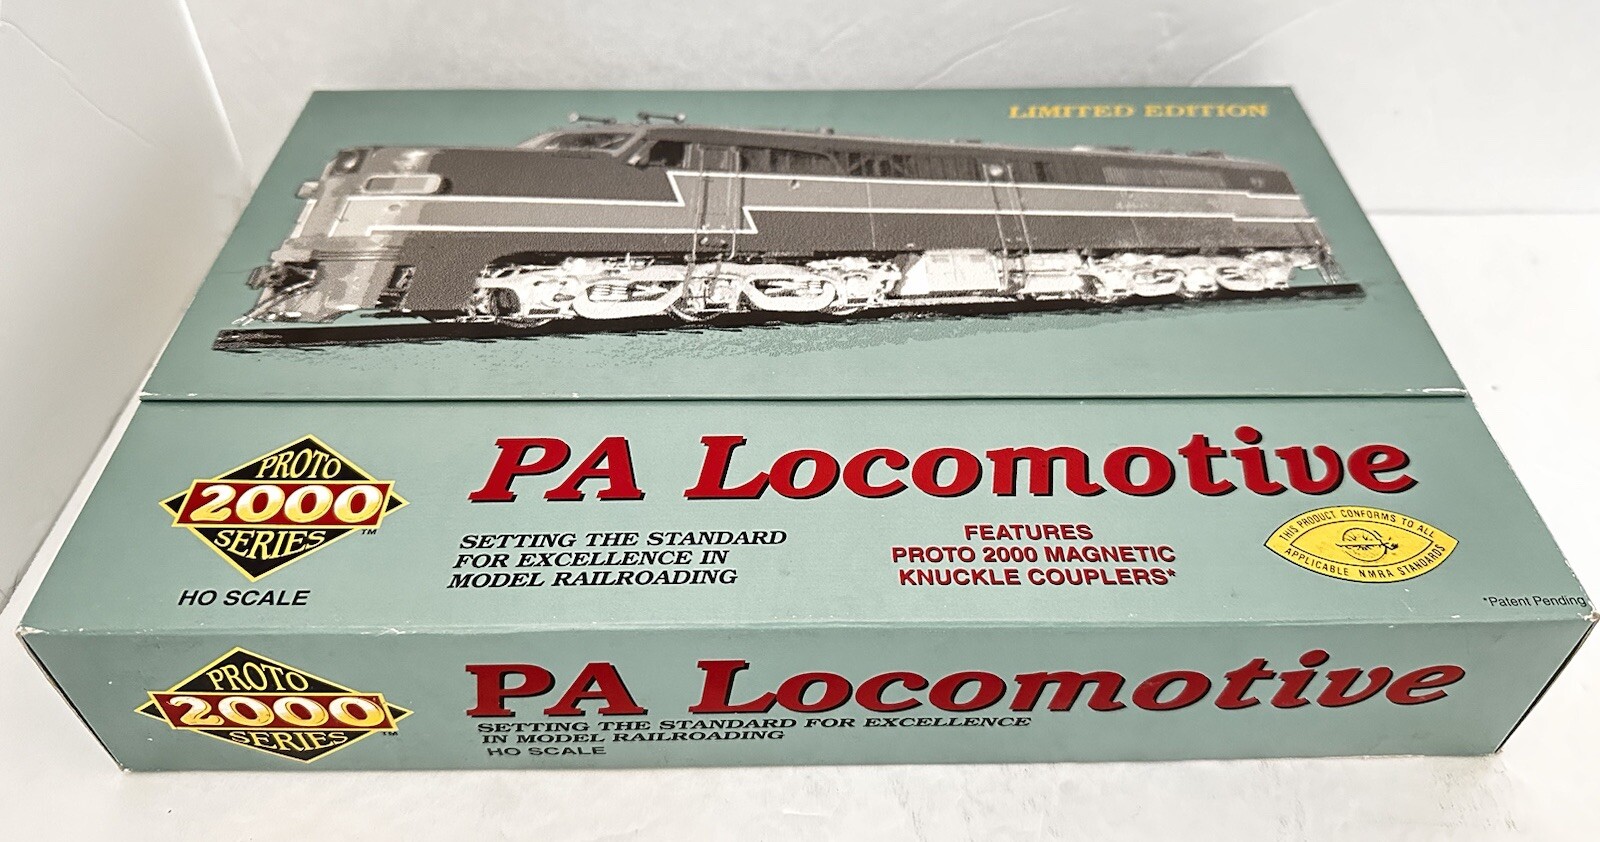 LIMITED EDITION
PROTO
2000
SERIES
™
HO SCALE
PA Locomotive
SETTING THE STANDARD
FOR EXCELLENCE IN
MODEL RAILROADING
FEATURES
PROTO 2000 MAGNETIC
KNUCKLE COUPLERS*
THIS PRODUCT CONFORMS TO ALL
APPLICABLE NMRA STANDARDS
*Patent Pending
PROTO
2000
SERIES
™
PA Locomotive
SETTING THE STANDARD FOR EXCELLENCE
IN MODEL RAILROADING
HO SCALE